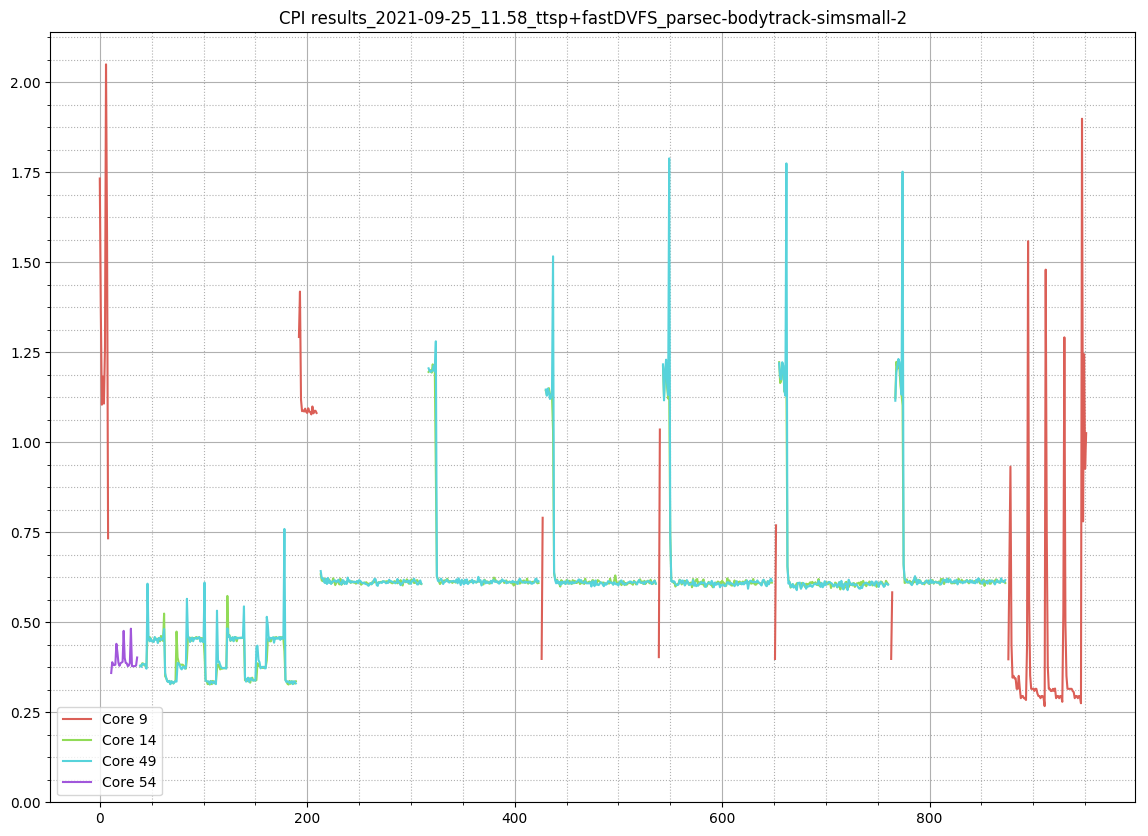 CPI results_2021-09-25_11.58_ttsp+fastDVFS_parsec-bodytrack-simsmall-2
2.00
1.75
1.50
1.25
1.00
0.75
0.50
0.25
0.00
Core 9
Core 14
Core 49
Core 54
0
200
400
600
800